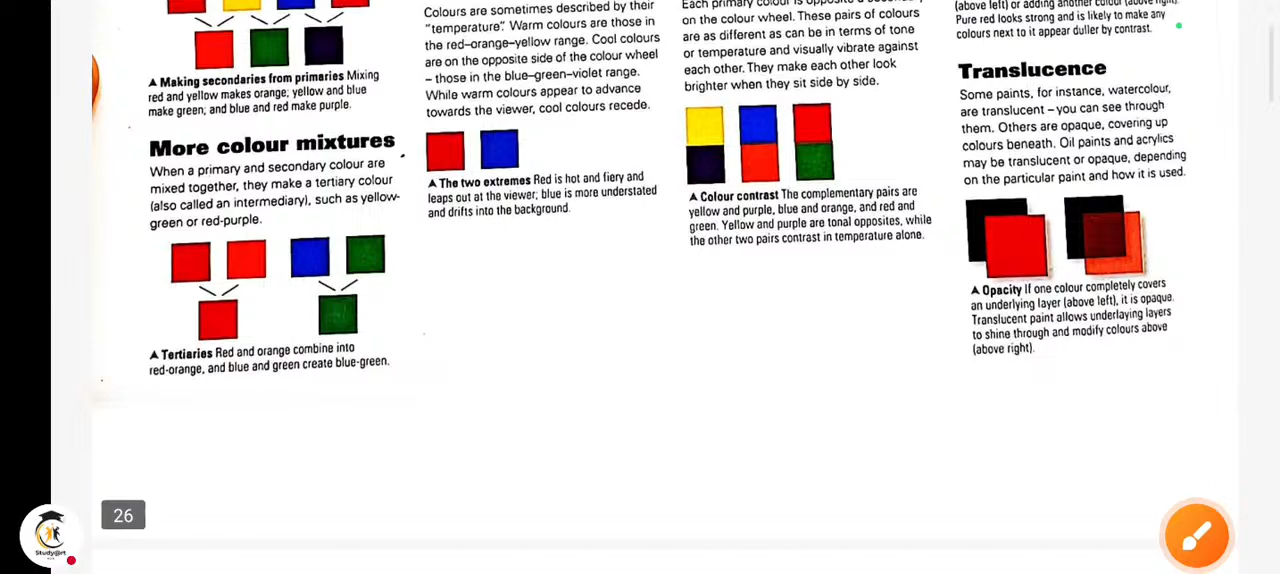 ▲ Making secondaries from primaries Mixing
red and yellow makes orange; yellow and blue
make green; and blue and red make purple.
More colour mixtures
When a primary and secondary colour are
mixed together, they make a tertiary colour
(also called an intermediary), such as yellow-
green or red-purple.
▲ Tertiaries Red and orange combine into
red-orange, and blue and green create blue-green.
Colours are sometimes described by their
“temperature”. Warm colours are those in
the red–orange–yellow range. Cool colours
are on the opposite side of the colour wheel
– those in the blue–green–violet range.
While warm colours appear to advance
towards the viewer, cool colours recede.
▲ The two extremes Red is hot and fiery and
leaps out at the viewer; blue is more understated
and drifts into the background.
Each primary colour is opposite a
on the colour wheel. These pairs of colours
are as different as can be in terms of tone
or temperature and visually vibrate against
each other. They make each other look
brighter when they sit side by side.
▲ Colour contrast The complementary pairs are
yellow and purple, blue and orange, and red and
green. Yellow and purple are tonal opposites, while
the other two pairs contrast in temperature alone.
(above left) or adding another colour (above right).
Pure red looks strong and is likely to make any
colours next to it appear duller by contrast.
Translucence
Some paints, for instance, watercolour,
are translucent – you can see through
them. Others are opaque, covering up
colours beneath. Oil paints and acrylics
may be translucent or opaque, depending
on the particular paint and how it is used.
▲ Opacity If one colour completely covers
an underlying layer (above left), it is opaque.
Translucent paint allows underlaying layers
to shine through and modify colours above
(above right).
26
Study@rt